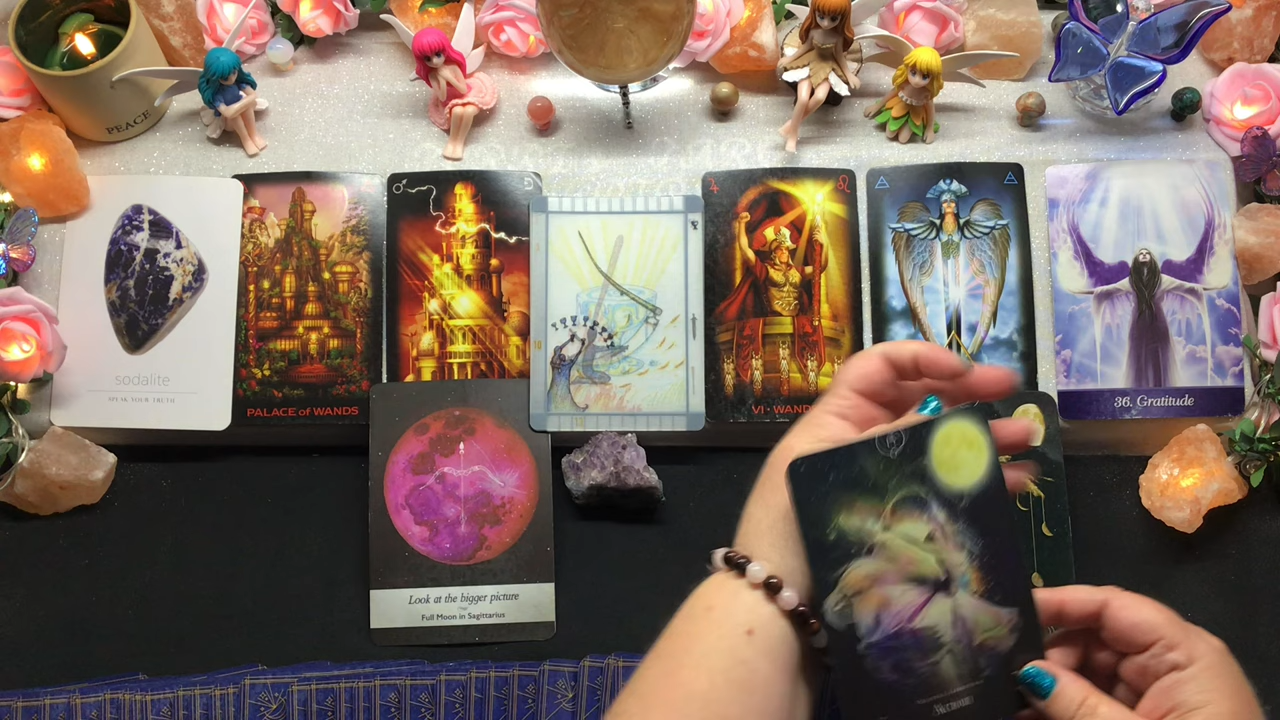 PEACE
sodalite
SPEAK YOUR TRUTH
PALACE of WANDS
10
VI • WAND
36. Gratitude
Look at the bigger picture
Full Moon in Sagittarius